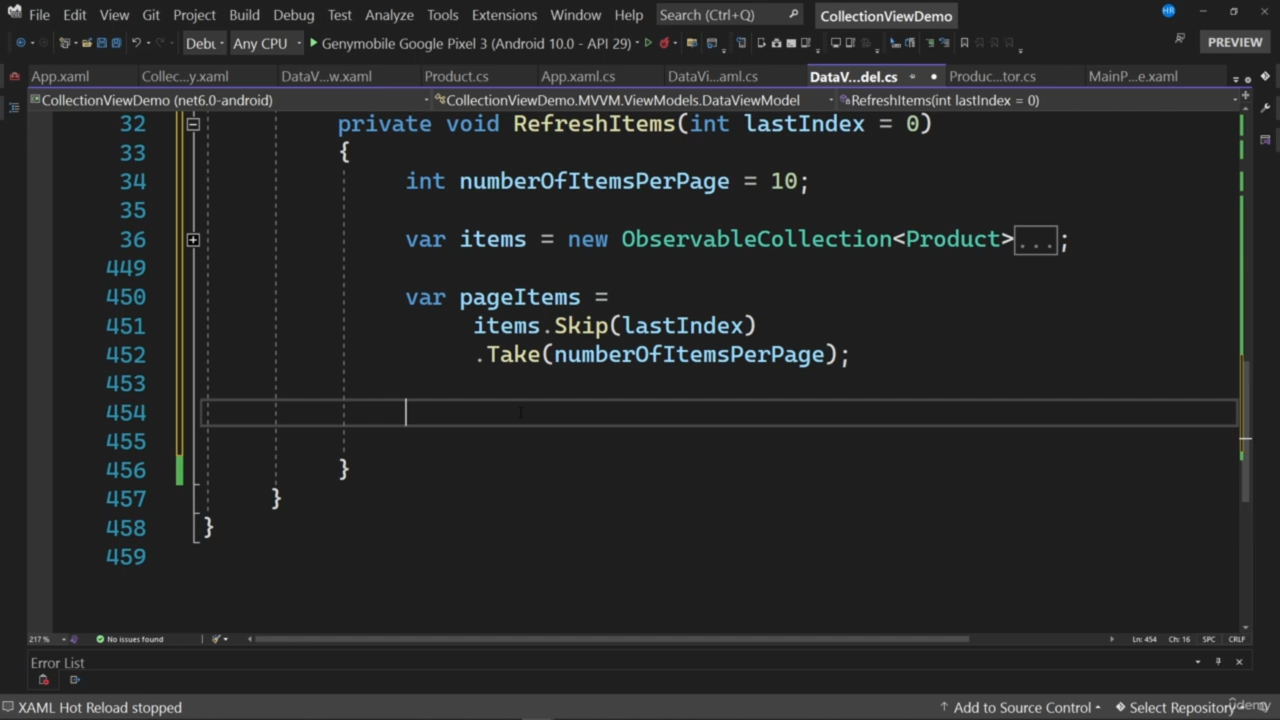 File Edit View Git Project Build Debug Test Analyze Tools Extensions Window Help Search (Ctrl+Q) CollectionViewDemo HR
Debu Any CPU Genymobile Google Pixel 3 (Android 10.0 - API 29) PREVIEW
App.xaml Collec...y.xaml DataV...w.xaml Product.cs App.xaml.cs DataVi...aml.cs DataV...del.cs Produc...tor.cs MainP...e.xaml
CollectionViewDemo (net6.0-android) CollectionViewDemo.MVVM.ViewModels.DataViewModel RefreshItems(int lastIndex = 0)
32 private void RefreshItems(int lastIndex = 0)
33 {
34 int numberOfItemsPerPage = 10;
35
36 var items = new ObservableCollection<Product>...;
449
450 var pageItems =
451 items.Skip(lastIndex)
452 .Take(numberOfItemsPerPage);
453
454
455
456 }
457 }
458 }
459
217 % No issues found Ln: 454 Ch: 16 SPC CRLF
Error List
XAML Hot Reload stopped Add to Source Control Select Repository
Udemy